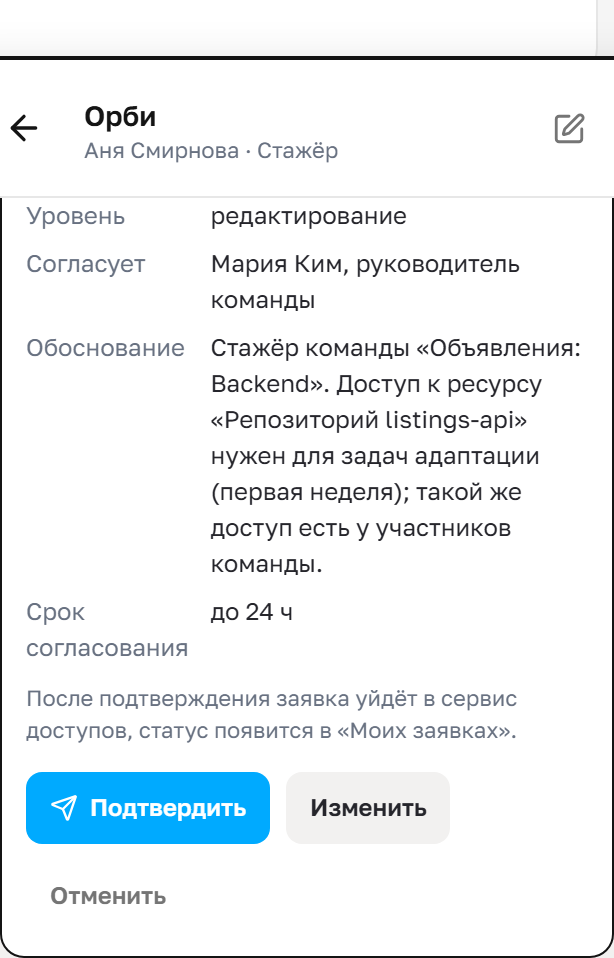 Орби
Аня Смирнова · Стажёр
Уровень редактирование
Согласует Мария Ким, руководитель
команды
Обоснование Стажёр команды «Объявления:
Backend». Доступ к ресурсу
«Репозиторий listings-api»
нужен для задач адаптации
(первая неделя); такой же
доступ есть у участников
команды.
Срок до 24 ч
согласования
После подтверждения заявка уйдёт в сервис
доступов, статус появится в «Моих заявках».
Подтвердить Изменить
Отменить